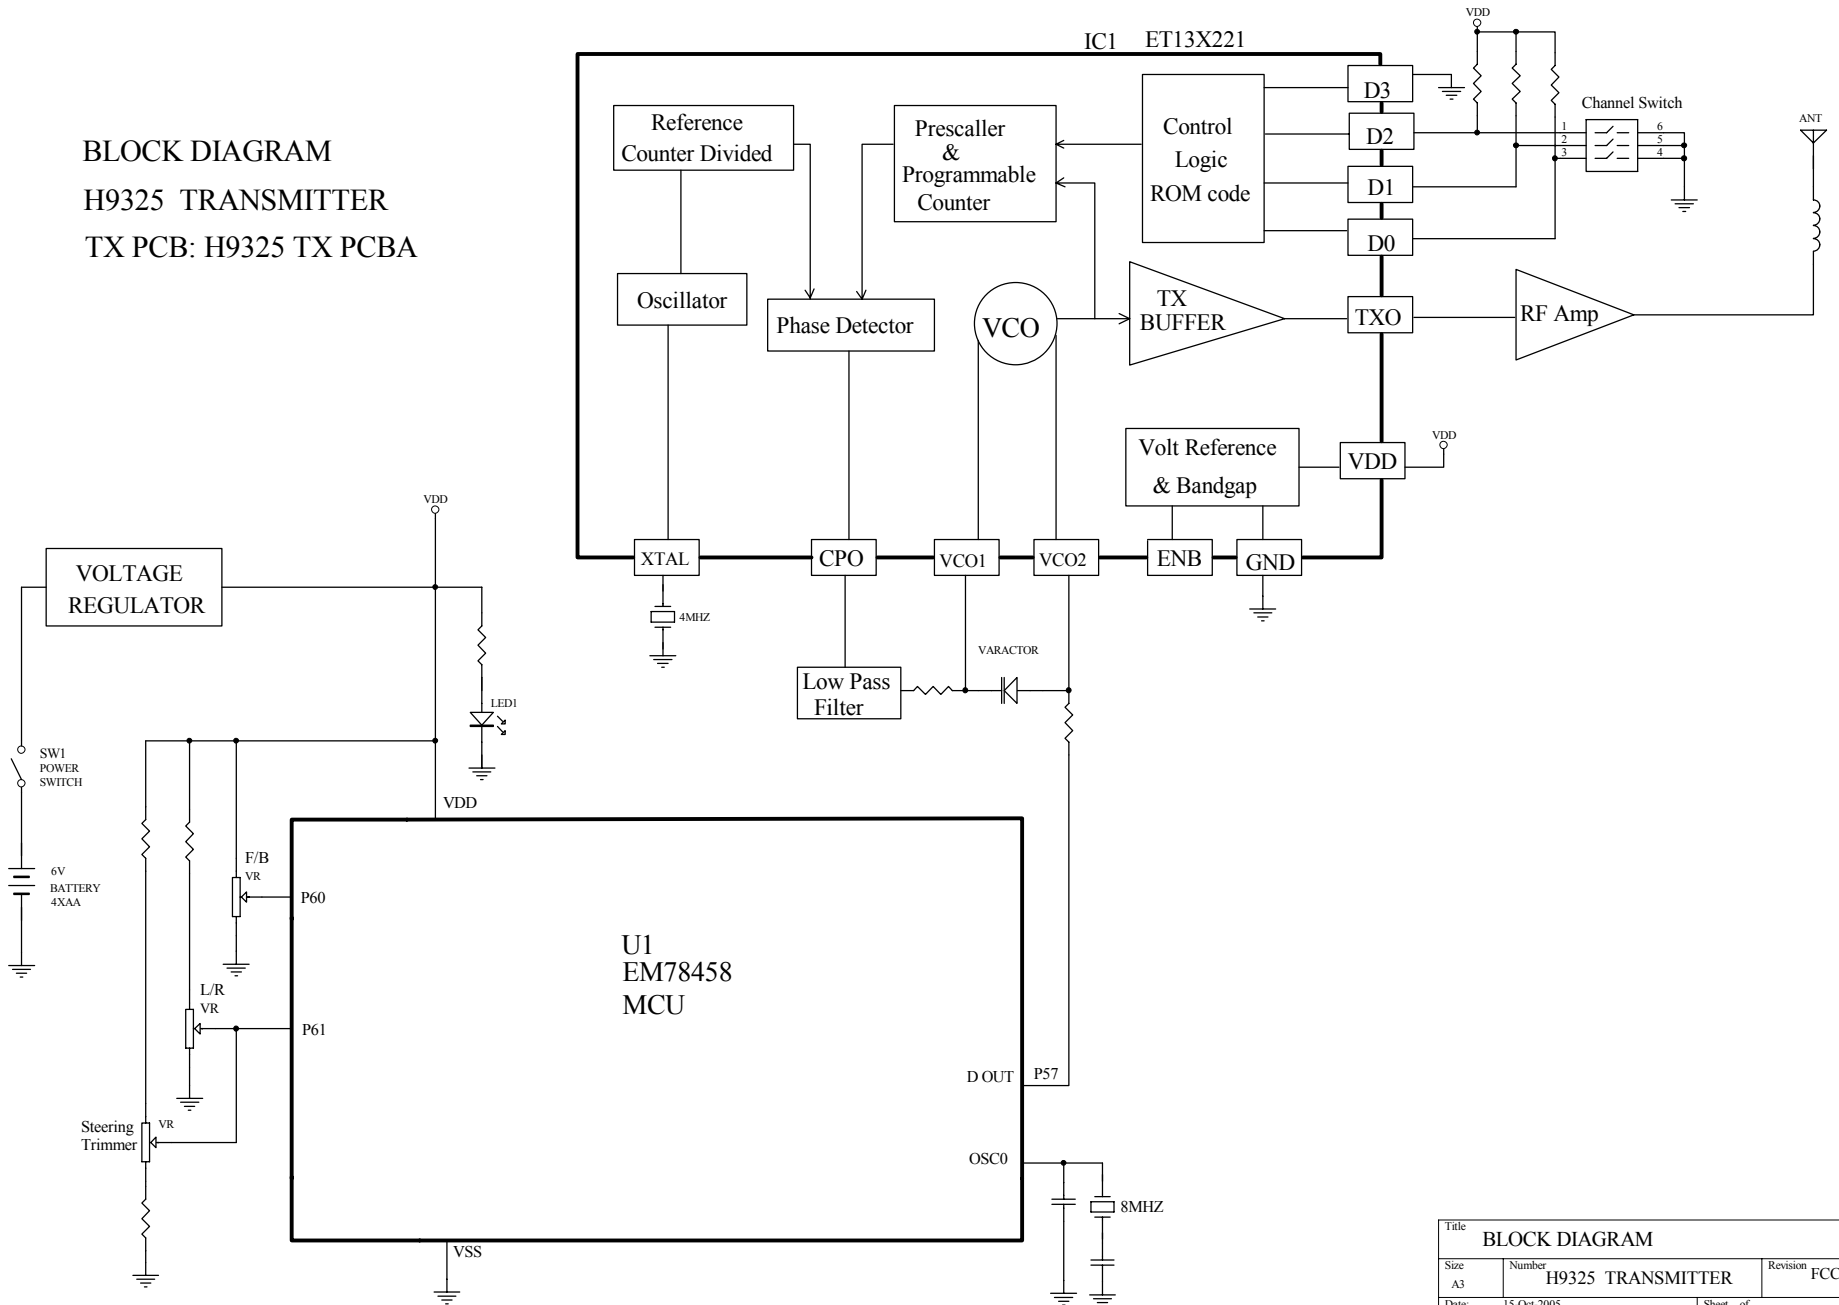 BLOCK DIAGRAM
H9325 TRANSMITTER
TX PCB: H9325 TX PCBA
IC1 ET13X221
Reference
Counter Divided
Prescaller
&
Programmable
Counter
Control
Logic
ROM code
D3
D2
D1
D0
VDD
Channel Switch
1
2
3
6
5
4
ANT
Oscillator
Phase Detector
VCO
TX
BUFFER
TXO
RF Amp
Volt Reference
& Bandgap
VDD
VDD
XTAL
CPO
VCO1
VCO2
ENB
GND
4MHZ
VARACTOR
Low Pass
Filter
VDD
VOLTAGE
REGULATOR
LED1
SW1
POWER
SWITCH
6V
BATTERY
4XAA
VDD
F/B
VR
P60
L/R
VR
P61
Steering
Trimmer
VR
U1
EM78458
MCU
D OUT
P57
OSC0
8MHZ
VSS
Title
BLOCK DIAGRAM
Size
A3
Number
H9325 TRANSMITTER
Revision
FCC
Date:
15-Oct-2005
Sheet of